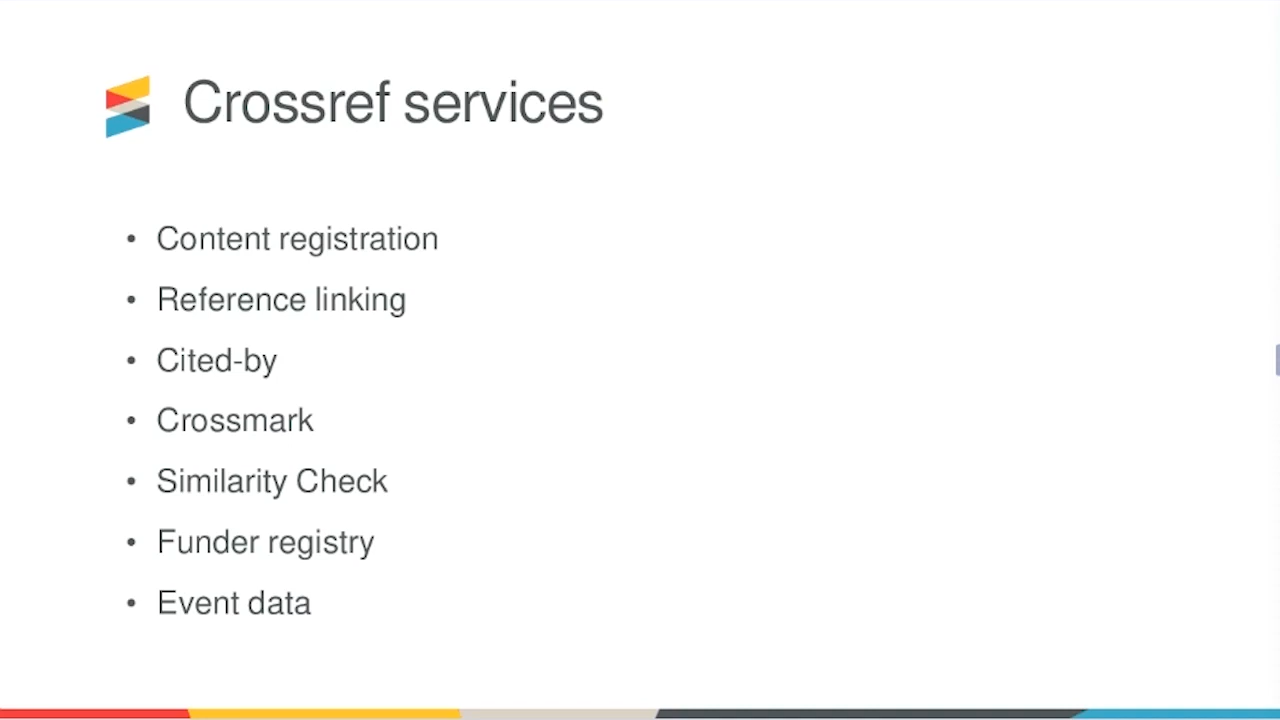 Crossref services
• Content registration
• Reference linking
• Cited-by
• Crossmark
• Similarity Check
• Funder registry
• Event data